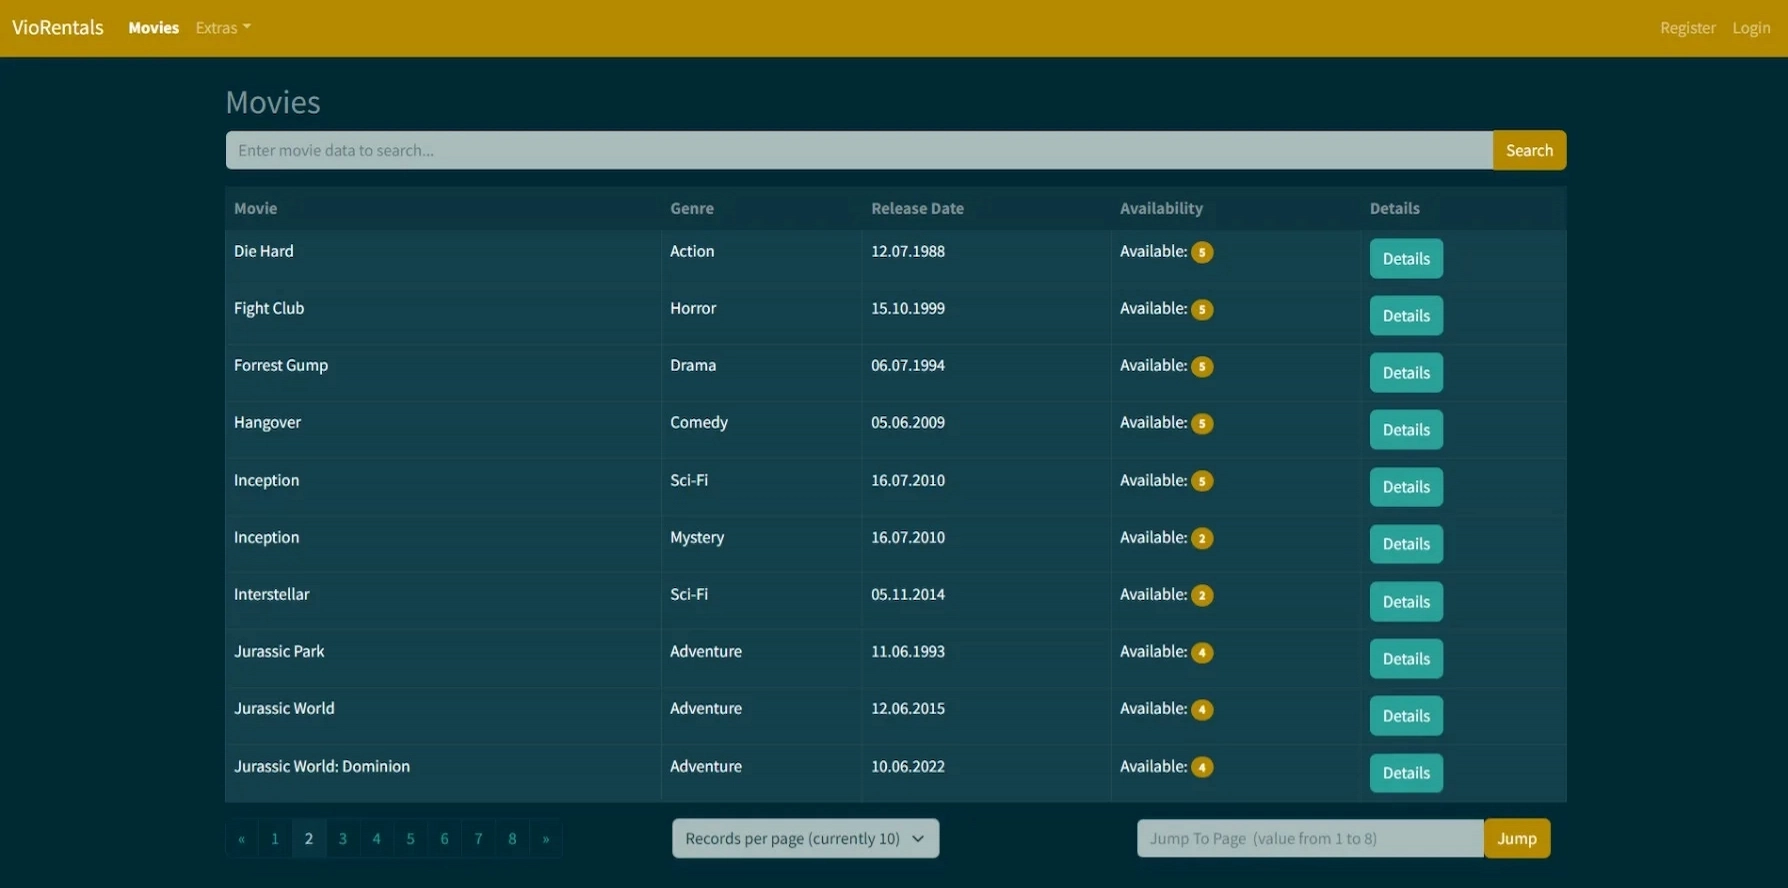 VioRentals Movies Extras Register Login
Movies
Enter movie data to search... Search
Movie Genre Release Date Availability Details
Die Hard Action 12.07.1988 Available: 5 Details
Fight Club Horror 15.10.1999 Available: 5 Details
Forrest Gump Drama 06.07.1994 Available: 5 Details
Hangover Comedy 05.06.2009 Available: 5 Details
Inception Sci-Fi 16.07.2010 Available: 5 Details
Inception Mystery 16.07.2010 Available: 2 Details
Interstellar Sci-Fi 05.11.2014 Available: 2 Details
Jurassic Park Adventure 11.06.1993 Available: 4 Details
Jurassic World Adventure 12.06.2015 Available: 4 Details
Jurassic World: Dominion Adventure 10.06.2022 Available: 4 Details
« 1 2 3 4 5 6 7 8 » Records per page (currently 10) Jump To Page (value from 1 to 8) Jump